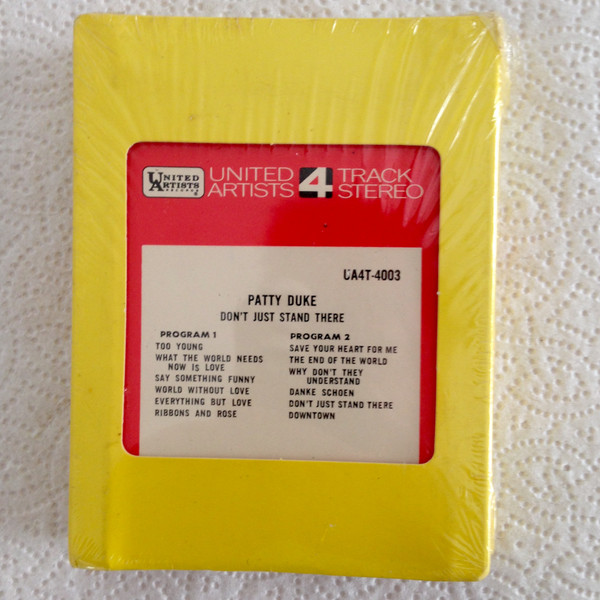 UNITED
ARTISTS
RECORDS
UNITED
ARTISTS
4
TRACK
STEREO
UA4T-4003
PATTY DUKE
DON'T JUST STAND THERE
PROGRAM 1
TOO YOUNG
WHAT THE WORLD NEEDS
NOW IS LOVE
SAY SOMETHING FUNNY
WORLD WITHOUT LOVE
EVERYTHING BUT LOVE
RIBBONS AND ROSE
PROGRAM 2
SAVE YOUR HEART FOR ME
THE END OF THE WORLD
WHY DON'T THEY
UNDERSTAND
DANKE SCHOEN
DON'T JUST STAND THERE
DOWNTOWN